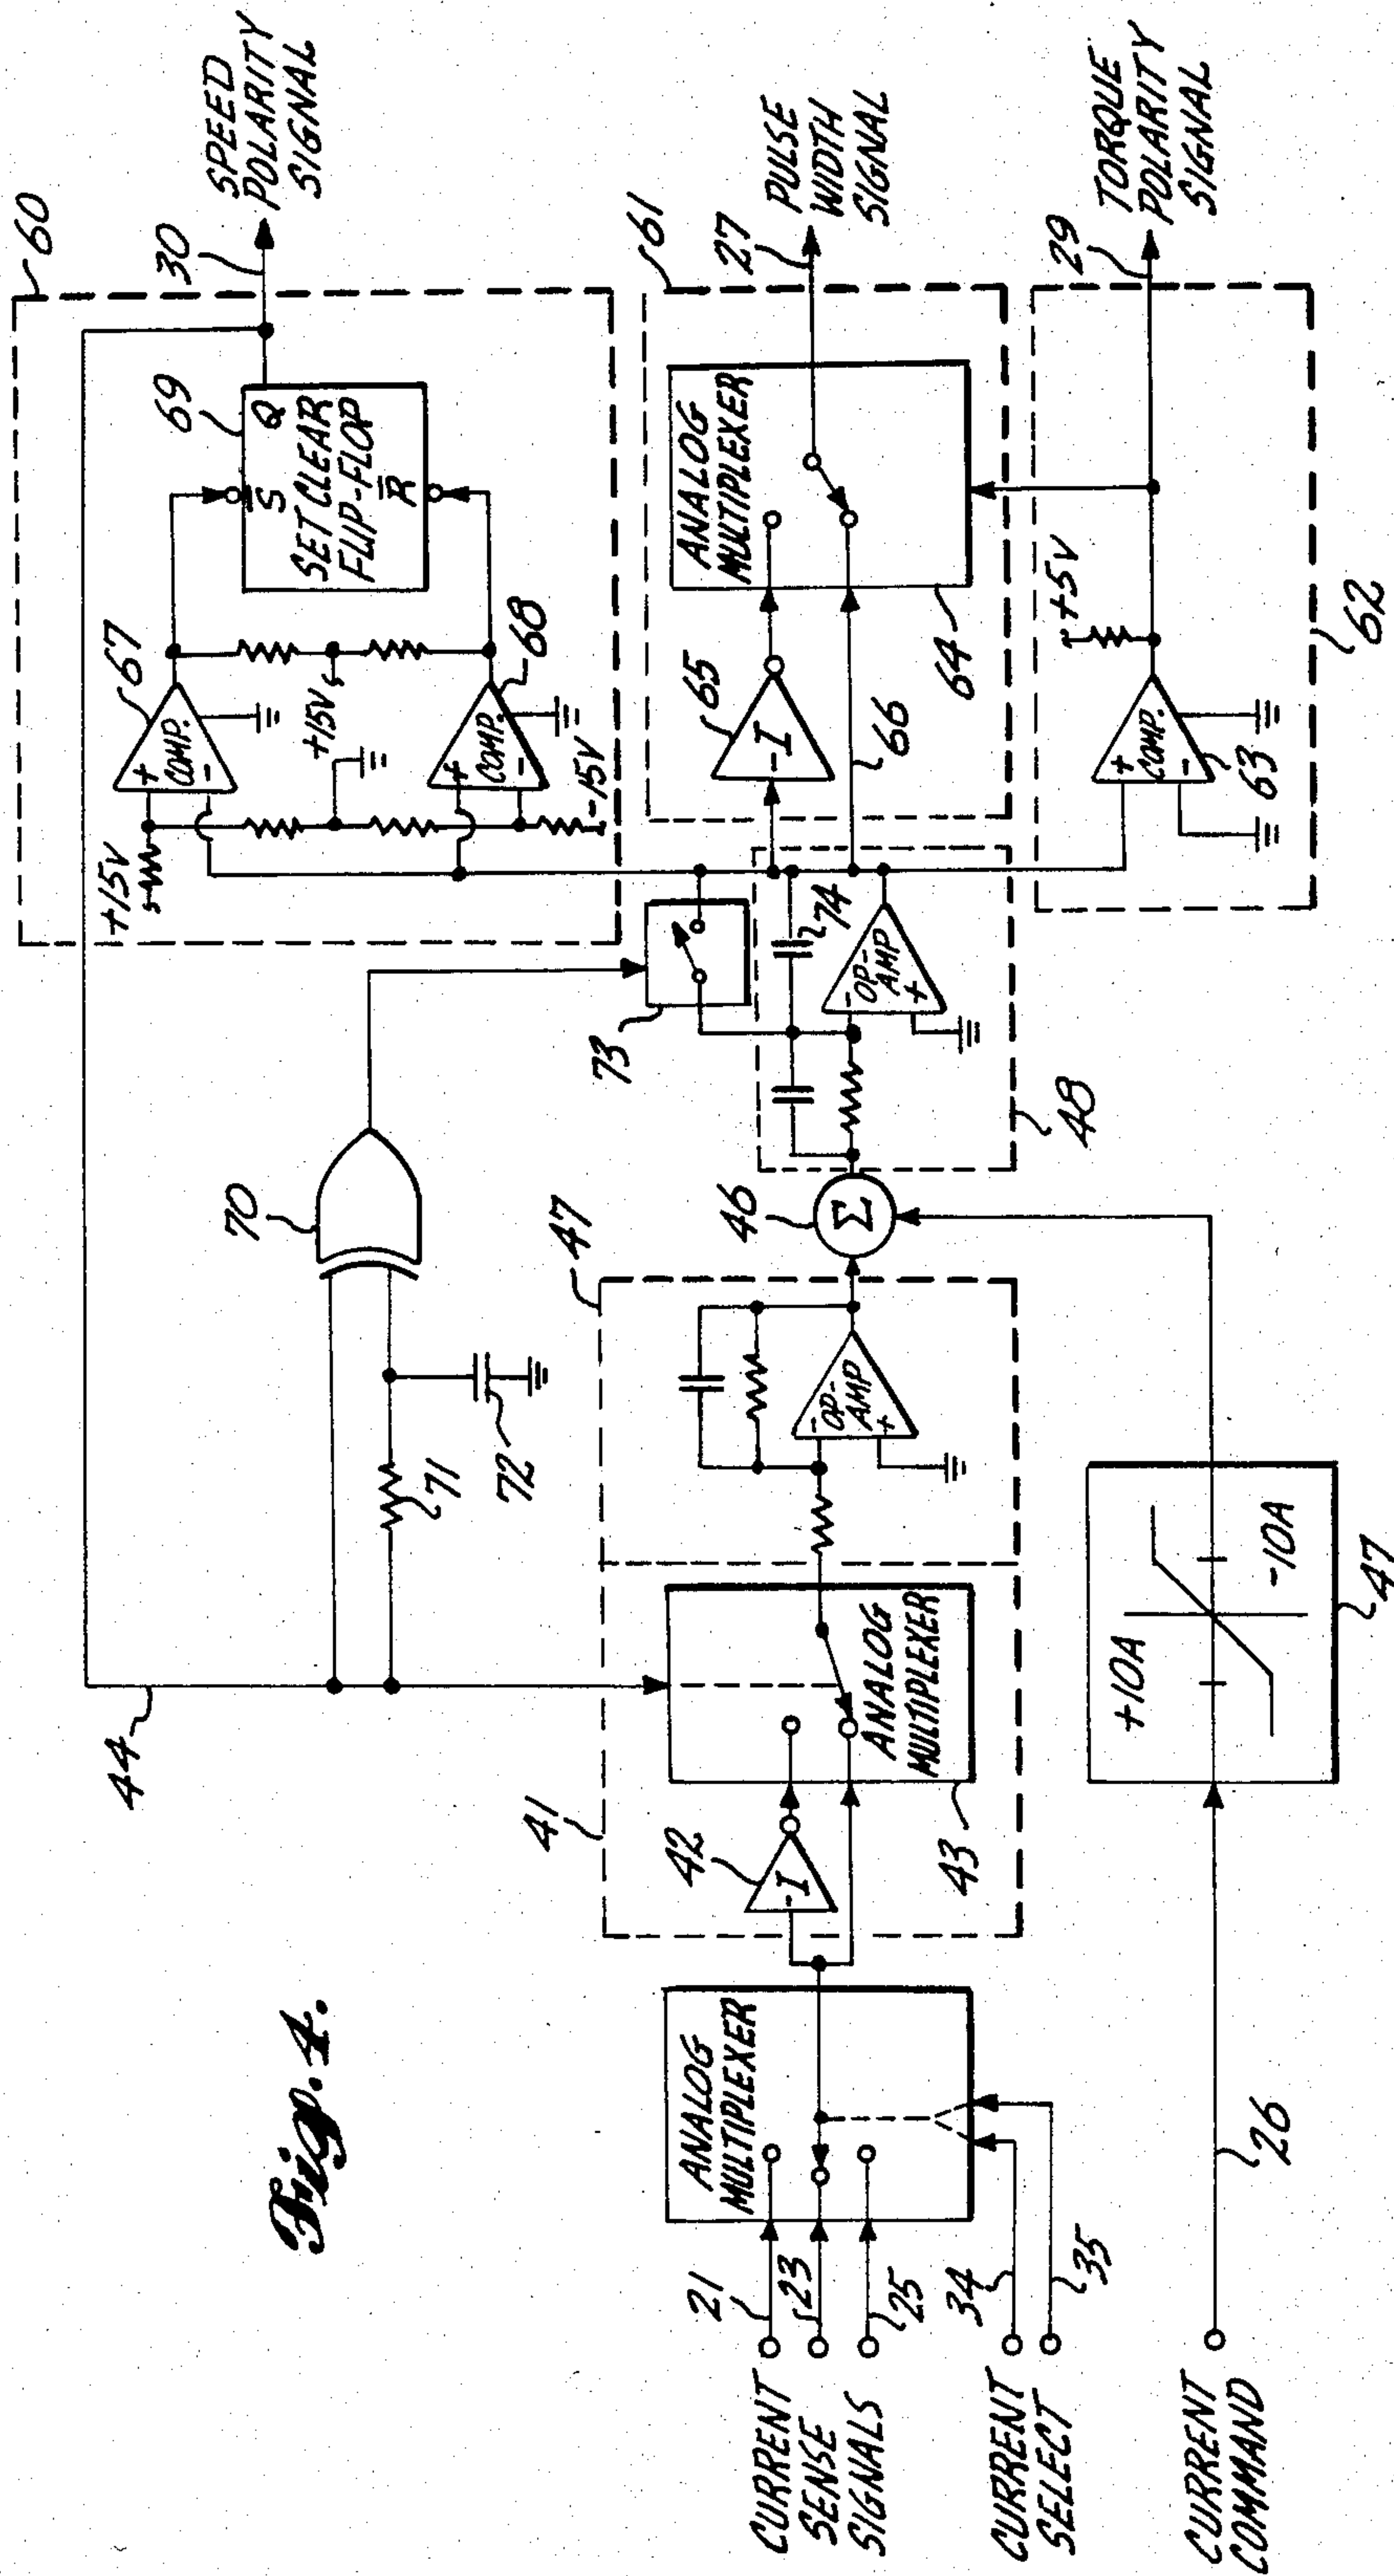 Fig. 4.
CURRENT
SENSE
SIGNALS
21
23
25
CURRENT
SELECT
34
35
CURRENT
COMMAND
26
ANALOG
MULTIPLEXER
41
42
-I
43
ANALOG
MULTIPLEXER
44
47
- OP-
AMP
+
+10A
-10A
47
46
Σ
70
71
72
73
74
48
- OP-
AMP
+
60
+15V
67
+
COMP.
-
+15V
68
+
COMP.
-
-15V
69
S Q
SET CLEAR
FLIP-FLOP
R
30
SPEED
POLARITY
SIGNAL
61
65
-I
66
64
ANALOG
MULTIPLEXER
27
PULSE
WIDTH
SIGNAL
62
63
+
COMP.
-
+5V
29
TORQUE
POLARITY
SIGNAL